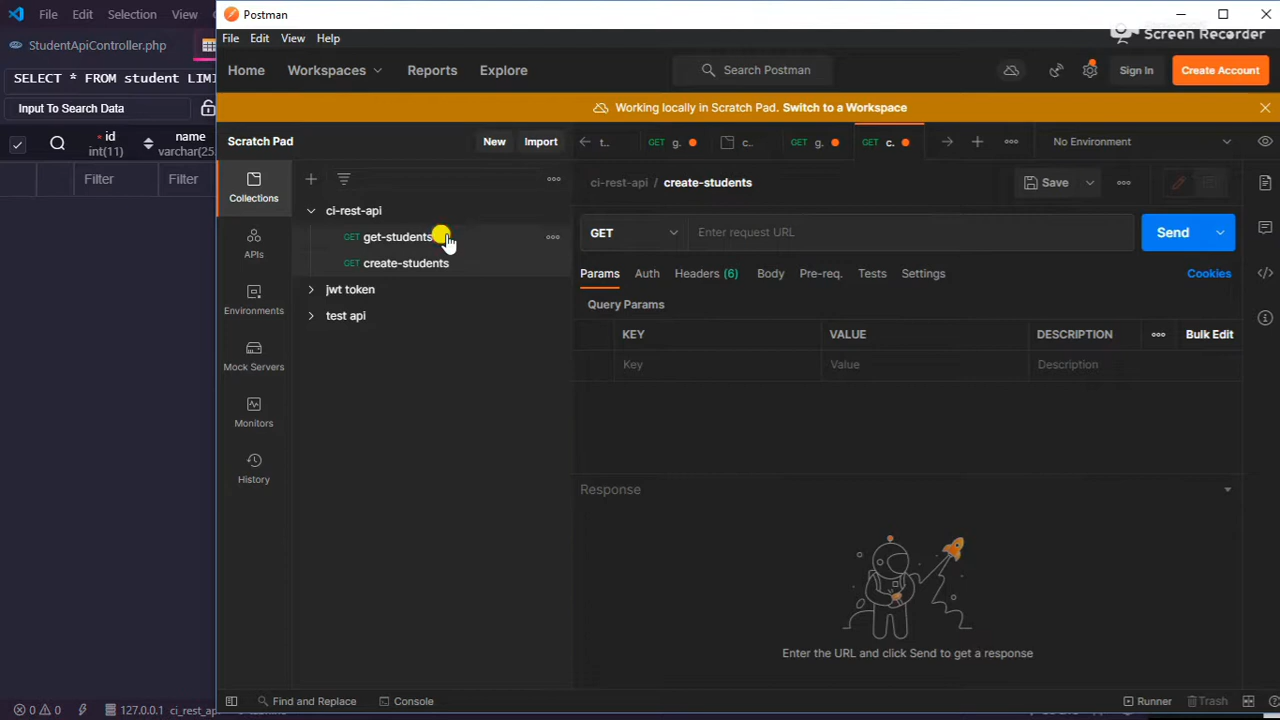 File Edit Selection View
StudentApiController.php
SELECT * FROM student LIMI
Input To Search Data
id
int(11)
name
varchar(25
Filter
Filter
0 0
127.0.0.1 ci_rest_ap
Postman
Screen Recorder
File Edit View Help
Home Workspaces Reports Explore
Search Postman
Sign In
Create Account
Working locally in Scratch Pad. Switch to a Workspace
Scratch Pad
New
Import
t..
GET g.
c..
GET g.
GET c.
No Environment
Collections
APIs
Environments
Mock Servers
Monitors
History
ci-rest-api
GET get-students
GET create-students
jwt token
test api
ci-rest-api / create-students
Save
GET
Enter request URL
Send
Params Auth Headers (6) Body Pre-req. Tests Settings
Cookies
Query Params
KEY VALUE DESCRIPTION
Bulk Edit
Key Value Description
Response
Enter the URL and click Send to get a response
Find and Replace
Console
Runner
Trash